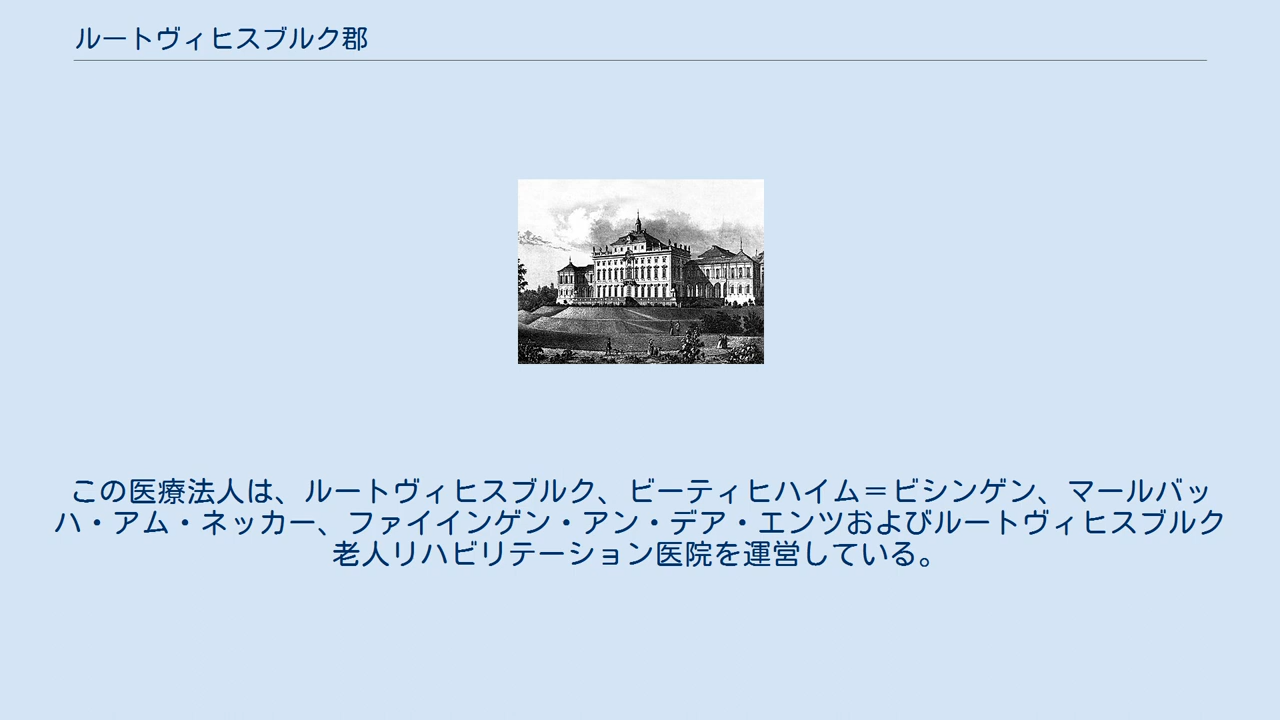 ルートヴィヒスブルク郡
この医療法人は、ルートヴィヒスブルク、ビーティヒハイム＝ビシンゲン、マールバッ
ハ・アム・ネッカー、ファイインゲン・アン・デア・エンツおよびルートヴィヒスブルク
老人リハビリテーション医院を運営している。